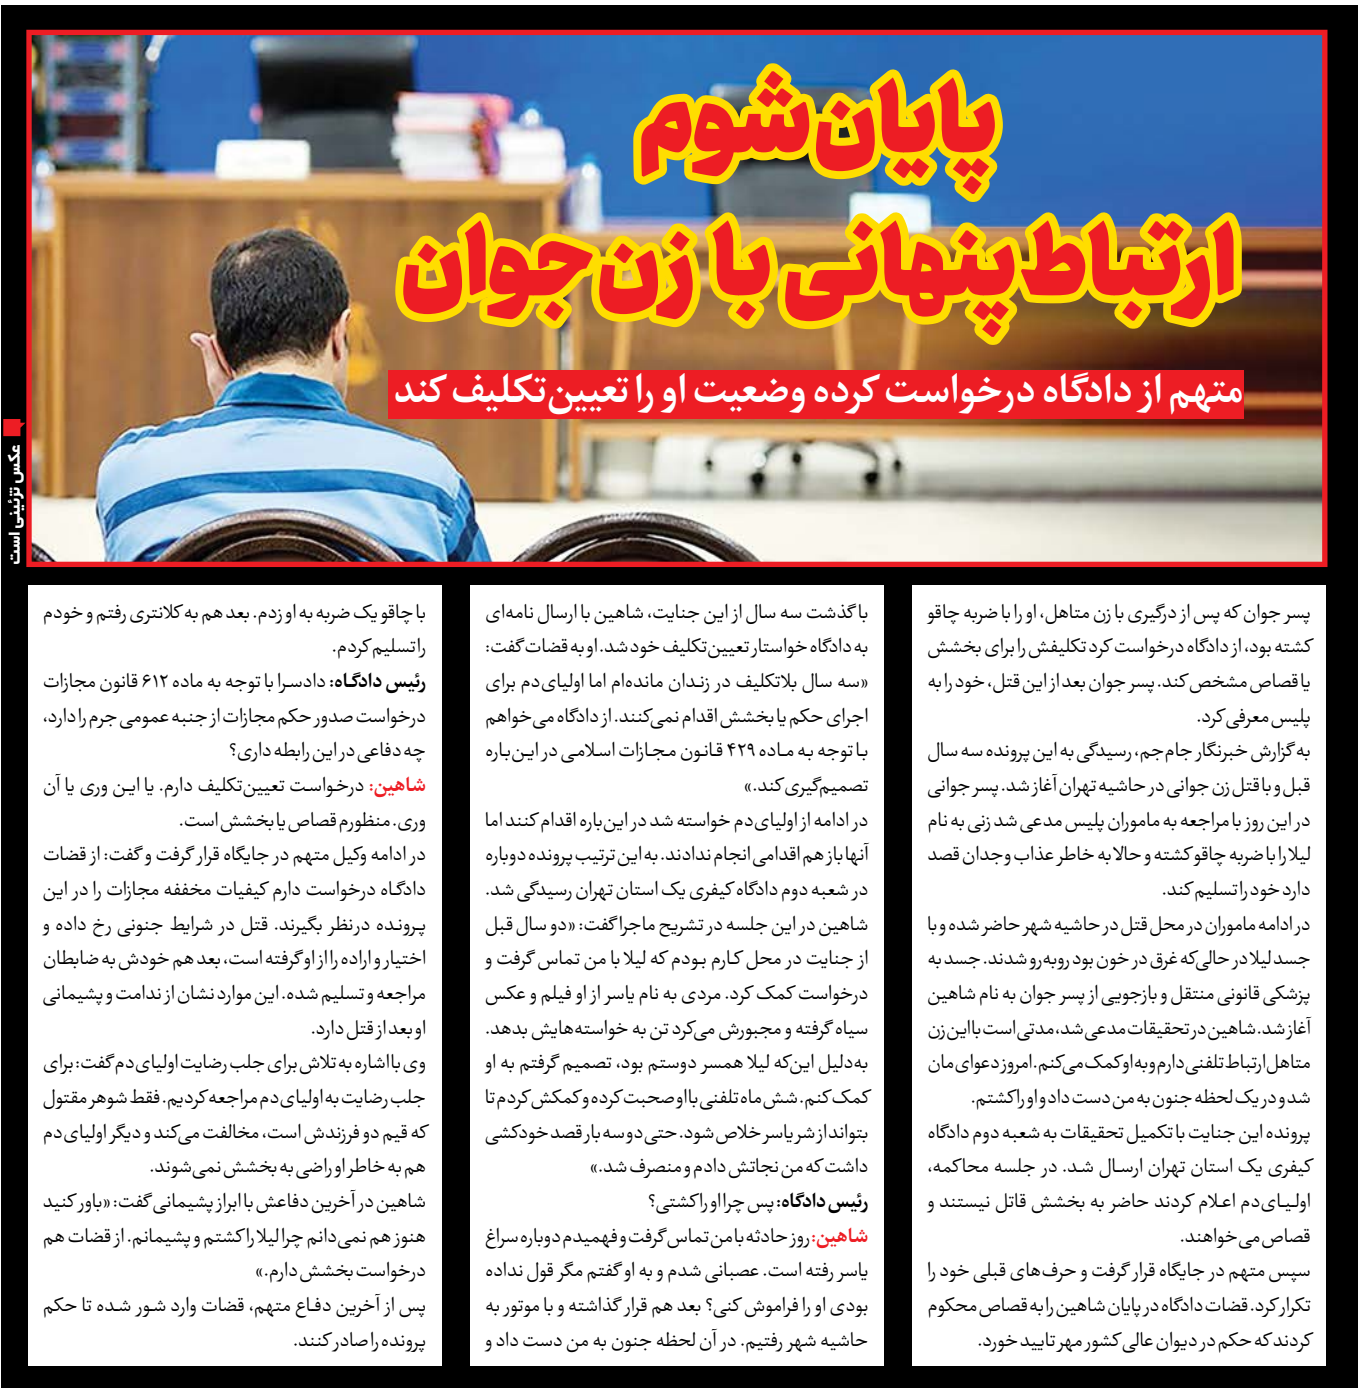 پایان شوم
ارتباط پنهانی با زن جوان
متهم از دادگاه درخواست کرده وضعیت او را تعیین‌تکلیف کند
عکس تزئینی است
پسر جوان که پس از درگیری با زن متاهل، او را با ضربه چاقو
کشته بود، از دادگاه درخواست کرد تکلیفش را برای بخشش
یا قصاص مشخص کند. پسر جوان بعد از این قتل، خود را به
پلیس معرفی کرد.
به گزارش خبرنگار جام‌جم، رسیدگی به این پرونده سه سال
قبل و با قتل زن جوانی در حاشیه تهران آغاز شد. پسر جوانی
در این روز با مراجعه به ماموران پلیس مدعی شد زنی به نام
لیلا را با ضربه چاقو کشته و حالا به خاطر عذاب وجدان قصد
دارد خود را تسلیم کند.
در ادامه ماموران در محل قتل در حاشیه شهر حاضر شده و با
جسد لیلا در حالی‌که غرق در خون بود روبه‌رو شدند. جسد به
پزشکی قانونی منتقل و بازجویی از پسر جوان به نام شاهین
آغاز شد. شاهین در تحقیقات مدعی شد، مدتی است با این زن
متاهل ارتباط تلفنی دارم و به او کمک می‌کنم. امروز دعوای مان
شد و در یک لحظه جنون به من دست داد و او را کشتم.
پرونده این جنایت با تکمیل تحقیقات به شعبه دوم دادگاه
کیفری یک استان تهران ارسال شد. در جلسه محاکمه،
اولیای‌دم اعلام کردند حاضر به بخشش قاتل نیستند و
قصاص می‌خواهند.
سپس متهم در جایگاه قرار گرفت و حرف‌های قبلی خود را
تکرار کرد. قضات دادگاه در پایان شاهین را به قصاص محکوم
کردند که حکم در دیوان عالی کشور مهر تایید خورد.
با گذشت سه سال از این جنایت، شاهین با ارسال نامه‌ای
به دادگاه خواستار تعیین‌تکلیف خود شد. او به قضات گفت:
«سه سال بلاتکلیف در زندان مانده‌ام اما اولیای‌دم برای
اجرای حکم یا بخشش اقدام نمی‌کنند. از دادگاه می‌خواهم
با توجه به ماده ۴۲۹ قانون مجازات اسلامی در این‌باره
تصمیم‌گیری کند.»
در ادامه از اولیای‌دم خواسته شد در این‌باره اقدام کنند اما
آنها باز هم اقدامی انجام ندادند. به این ترتیب پرونده دوباره
در شعبه دوم دادگاه کیفری یک استان تهران رسیدگی شد.
شاهین در این جلسه در تشریح ماجرا گفت: «دو سال قبل
از جنایت در محل کارم بودم که لیلا با من تماس گرفت و
درخواست کمک کرد. مردی به نام یاسر از او فیلم و عکس
سیاه گرفته و مجبورش می‌کرد تن به خواسته‌هایش بدهد.
به‌دلیل این‌که لیلا همسر دوستم بود، تصمیم گرفتم به او
کمک کنم. شش ماه تلفنی با او صحبت کرده و کمکش کردم تا
بتواند از شر یاسر خلاص شود. حتی دو سه بار قصد خودکشی
داشت که من نجاتش دادم و منصرف شد.»
رئیس دادگاه: پس چرا او را کشتی؟
شاهین: روز حادثه با من تماس گرفت و فهمیدم دوباره سراغ
یاسر رفته است. عصبانی شدم و به او گفتم مگر قول نداده
بودی او را فراموش کنی؟ بعد هم قرار گذاشته و با موتور به
حاشیه شهر رفتیم. در آن لحظه جنون به من دست داد و
با چاقو یک ضربه به او زدم. بعد هم به کلانتری رفتم و خودم
را تسلیم کردم.
رئیس دادگاه: دادسرا با توجه به ماده ۶۱۲ قانون مجازات
درخواست صدور حکم مجازات از جنبه عمومی جرم را دارد،
چه دفاعی در این رابطه داری؟
شاهین: درخواست تعیین‌تکلیف دارم. یا این وری یا آن
وری. منظورم قصاص یا بخشش است.
در ادامه وکیل متهم در جایگاه قرار گرفت و گفت: از قضات
دادگاه درخواست دارم کیفیات مخففه مجازات را در این
پرونده درنظر بگیرند. قتل در شرایط جنونی رخ داده و
اختیار و اراده را از او گرفته است، بعد هم خودش به ضابطان
مراجعه و تسلیم شده. این موارد نشان از ندامت و پشیمانی
او بعد از قتل دارد.
وی با اشاره به تلاش برای جلب رضایت اولیای دم گفت: برای
جلب رضایت به اولیای دم مراجعه کردیم. فقط شوهر مقتول
که قیم دو فرزندش است، مخالفت می‌کند و دیگر اولیای دم
هم به خاطر او راضی به بخشش نمی‌شوند.
شاهین در آخرین دفاعش با ابراز پشیمانی گفت: «باور کنید
هنوز هم نمی‌دانم چرا لیلا را کشتم و پشیمانم. از قضات هم
درخواست بخشش دارم.»
پس از آخرین دفاع متهم، قضات وارد شور شده تا حکم
پرونده را صادر کنند.